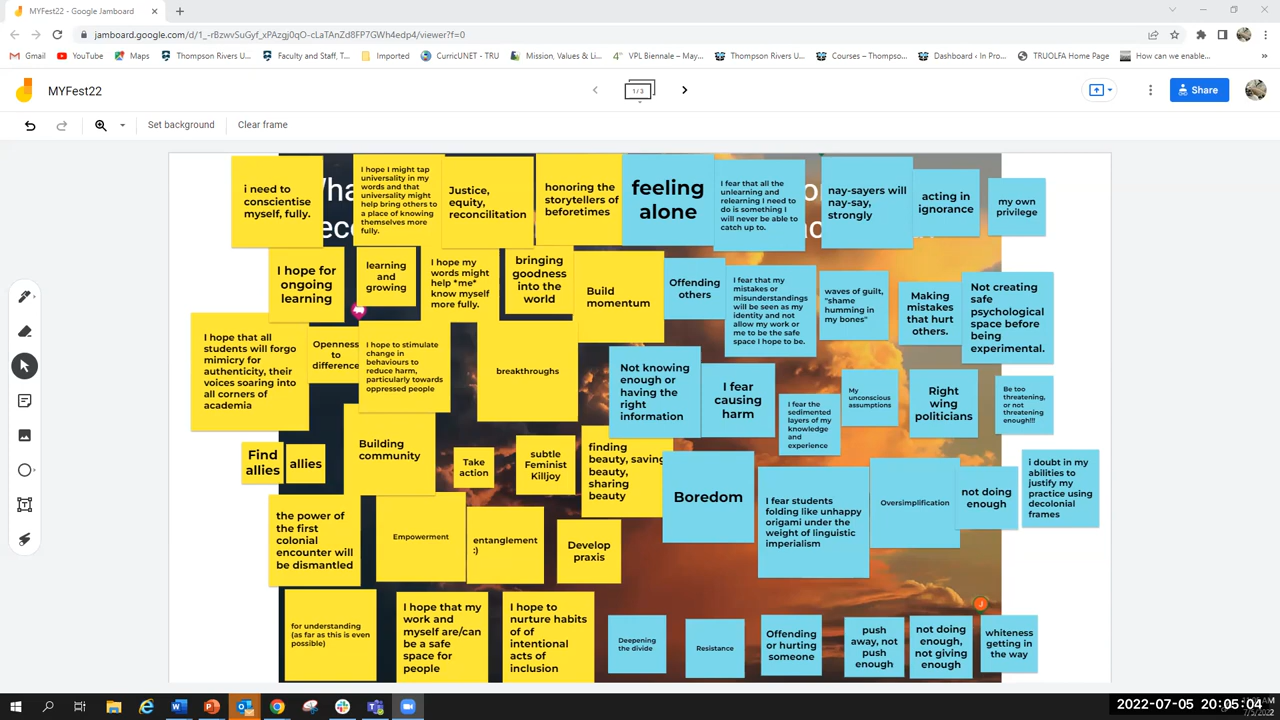 MYFest22 - Google Jamboard
jamboard.google.com/d/1_-rBzwvSuGyf_xPAzgj0qO-cLaTAnZd8FP7GWh4edp4/viewer?f=0
Gmail
YouTube
Maps
Thompson Rivers U...
Faculty and Staff, T...
Imported
CurricUNET - TRU
Mission, Values & Li...
VPL Biennale – May...
Thompson Rivers U...
Courses – Thompso...
Dashboard ‹ In Pro...
TRUOLFA Home Page
How can we enable...
MYFest22
1 / 3
Share
Set background
Clear frame
i need to
conscientise
myself, fully.
I hope I might tap
universality in my
words and that
universality might
help bring others to
a place of knowing
themselves more
fully.
Justice,
equity,
reconcilitation
honoring the
storytellers of
beforetimes
feeling
alone
I fear that all the
unlearning and
relearning I need to
do is something I
will never be able to
catch up to.
nay-sayers will
nay-say,
strongly
acting in
ignorance
my own
privilege
I hope for
ongoing
learning
learning
and
growing
I hope my
words might
help *me*
know myself
more fully.
bringing
goodness
into the
world
Build
momentum
Offending
others
I fear that my
mistakes or
misunderstandings
will be seen as my
identity and not
allow my work or
me to be the safe
space I hope to be.
waves of guilt,
"shame
humming in
my bones"
Making
mistakes
that hurt
others.
Not creating
safe
psychological
space before
being
experimental.
I hope that all
students will forgo
mimicry for
authenticity, their
voices soaring into
all corners of
academia
Openness
to
difference
I hope to stimulate
change in
behaviours to
reduce harm,
particularly towards
oppressed people
breakthroughs
Not knowing
enough or
having the
right
information
I fear
causing
harm
I fear the
sedimented
layers of my
knowledge
and
experience
My
unconscious
assumptions
Right
wing
politicians
Be too
threatening,
or not
threatening
enough!!!
Find
allies
allies
Building
community
Take
action
subtle
Feminist
Killjoy
finding
beauty, saving
beauty,
sharing
beauty
Boredom
I fear students
folding like unhappy
origami under the
weight of linguistic
imperialism
Oversimplification
not doing
enough
i doubt in my
abilities to
justify my
practice using
decolonial
frames
the power of
the first
colonial
encounter will
be dismantled
Empowerment
entanglement
:)
Develop
praxis
for understanding
(as far as this is even
possible)
I hope that my
work and
myself are/can
be a safe
space for
people
I hope to
nurture habits
of of
intentional
acts of
inclusion
Deepening
the divide
Resistance
Offending
or hurting
someone
push
away, not
push
enough
not doing
enough,
not giving
enough
whiteness
getting in
the way
J
2022-07-05 20:05:04